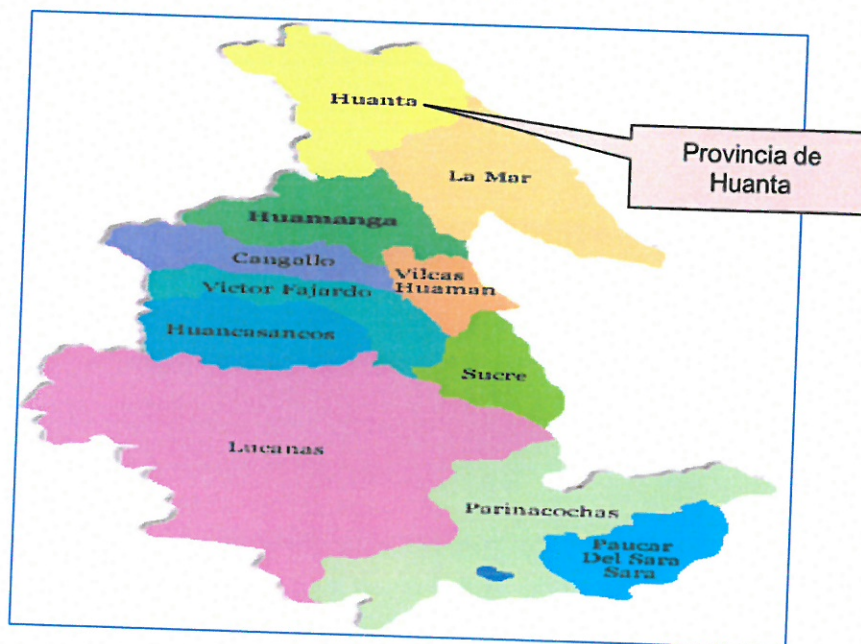 Huanta
Provincia de
Huanta
La Mar
Huamanga
Cangallo
Vilcas
Huaman
Victor Fajardo
Huancasancos
Sucre
Lucanas
Parinacochas
Paucar
Del Sara
Sara